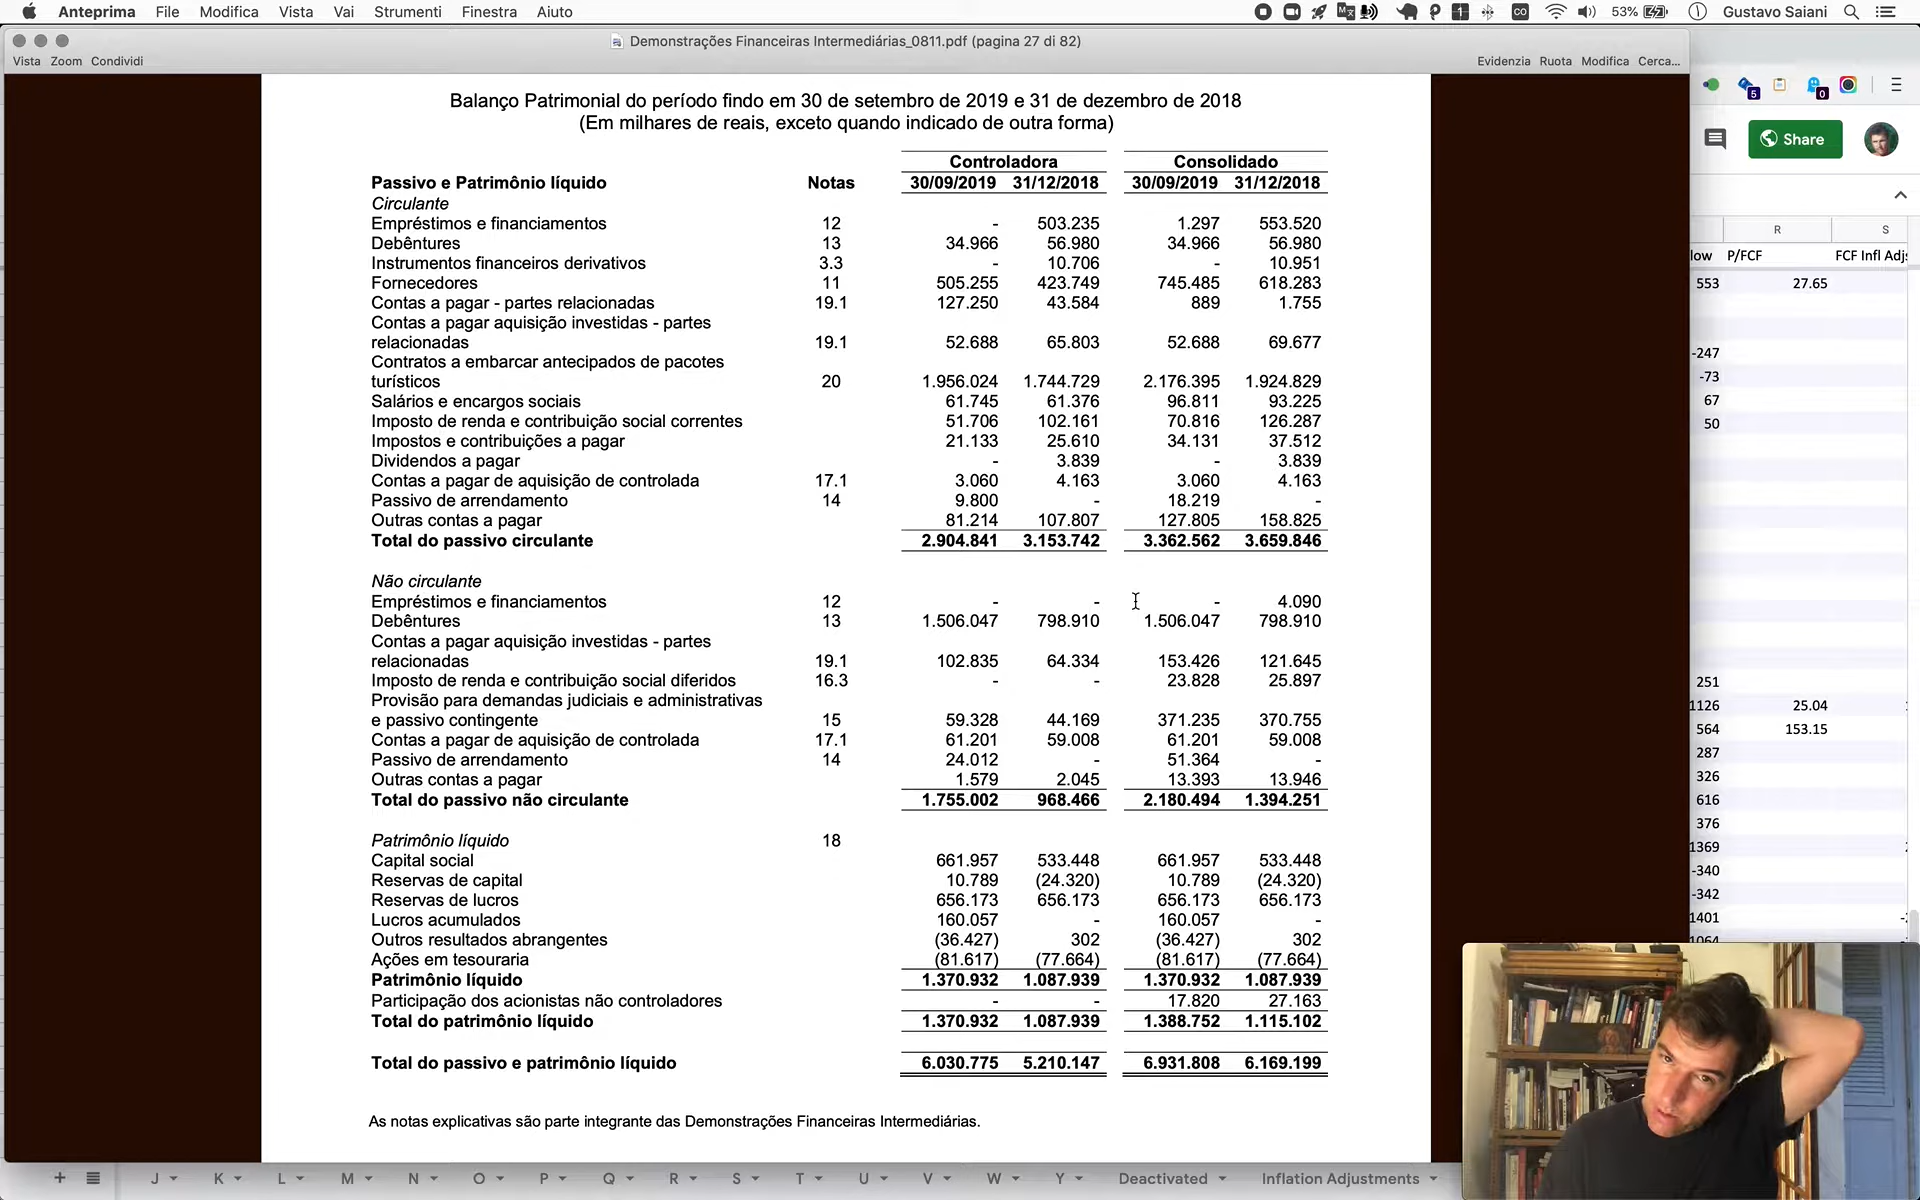 Anteprima File Modifica Vista Vai Strumenti Finestra Aiuto 53% Gustavo Saiani
Demonstrações Financeiras Intermediárias_0811.pdf (pagina 27 di 82)
Vista Zoom Condividi Evidenzia Ruota Modifica Cerca...
Balanço Patrimonial do período findo em 30 de setembro de 2019 e 31 de dezembro de 2018
(Em milhares de reais, exceto quando indicado de outra forma)
Controladora Consolidado
Passivo e Patrimônio líquido Notas 30/09/2019 31/12/2018 30/09/2019 31/12/2018
Circulante
Empréstimos e financiamentos 12 - 503.235 1.297 553.520
Debêntures 13 34.966 56.980 34.966 56.980
Instrumentos financeiros derivativos 3.3 - 10.706 - 10.951
Fornecedores 11 505.255 423.749 745.485 618.283
Contas a pagar - partes relacionadas 19.1 127.250 43.584 889 1.755
Contas a pagar aquisição investidas - partes
relacionadas 19.1 52.688 65.803 52.688 69.677
Contratos a embarcar antecipados de pacotes
turísticos 20 1.956.024 1.744.729 2.176.395 1.924.829
Salários e encargos sociais 61.745 61.376 96.811 93.225
Imposto de renda e contribuição social correntes 51.706 102.161 70.816 126.287
Impostos e contribuições a pagar 21.133 25.610 34.131 37.512
Dividendos a pagar - 3.839 - 3.839
Contas a pagar de aquisição de controlada 17.1 3.060 4.163 3.060 4.163
Passivo de arrendamento 14 9.800 - 18.219 -
Outras contas a pagar 81.214 107.807 127.805 158.825
Total do passivo circulante 2.904.841 3.153.742 3.362.562 3.659.846
Não circulante
Empréstimos e financiamentos 12 - - - 4.090
Debêntures 13 1.506.047 798.910 1.506.047 798.910
Contas a pagar aquisição investidas - partes
relacionadas 19.1 102.835 64.334 153.426 121.645
Imposto de renda e contribuição social diferidos 16.3 - - 23.828 25.897
Provisão para demandas judiciais e administrativas
e passivo contingente 15 59.328 44.169 371.235 370.755
Contas a pagar de aquisição de controlada 17.1 61.201 59.008 61.201 59.008
Passivo de arrendamento 14 24.012 - 51.364 -
Outras contas a pagar 1.579 2.045 13.393 13.946
Total do passivo não circulante 1.755.002 968.466 2.180.494 1.394.251
Patrimônio líquido 18
Capital social 661.957 533.448 661.957 533.448
Reservas de capital 10.789 (24.320) 10.789 (24.320)
Reservas de lucros 656.173 656.173 656.173 656.173
Lucros acumulados 160.057 - 160.057 -
Outros resultados abrangentes (36.427) 302 (36.427) 302
Ações em tesouraria (81.617) (77.664) (81.617) (77.664)
Patrimônio líquido 1.370.932 1.087.939 1.370.932 1.087.939
Participação dos acionistas não controladores - - 17.820 27.163
Total do patrimônio líquido 1.370.932 1.087.939 1.388.752 1.115.102
Total do passivo e patrimônio líquido 6.030.775 5.210.147 6.931.808 6.169.199
As notas explicativas são parte integrante das Demonstrações Financeiras Intermediárias.
5 0
Share
R S
low P/FCF FCF Infl Adj
553 27.65
-247
-73
67
50
251
1126 25.04
564 153.15
287
326
616
376
1369
-340
-342
1401
1064
+ J K L M N O P Q R S T U V W Y Deactivated Inflation Adjustments